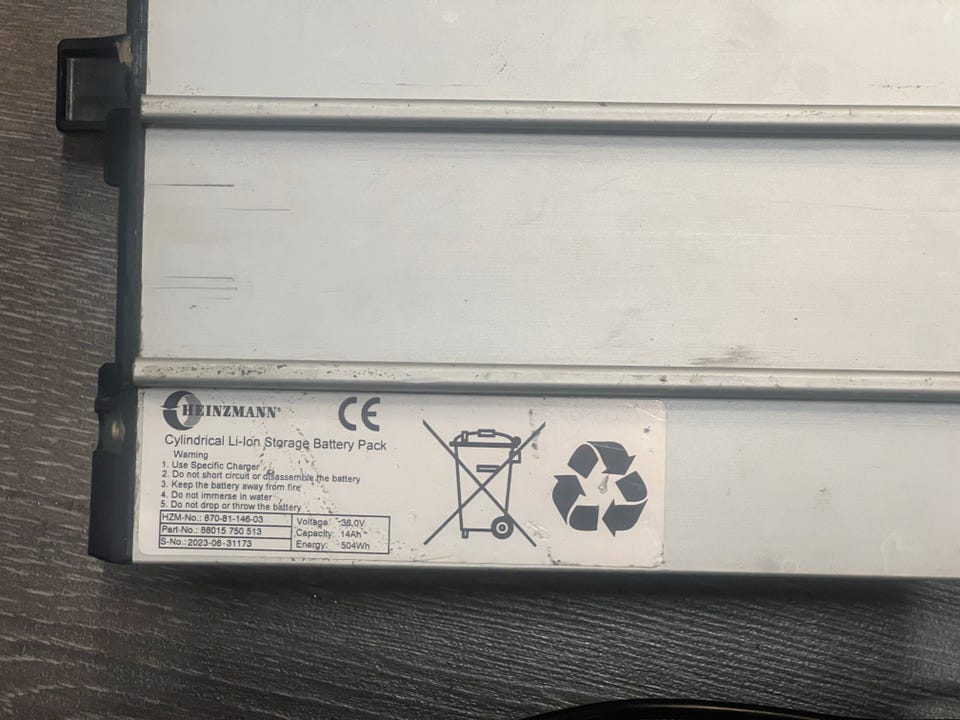 HEINZMANN®
CE
Cylindrical Li-Ion Storage Battery Pack
Warning
1. Use Specific Charger
2. Do not short circuit or disassemble the battery
3. Keep the battery away from fire
4. Do not immerse in water
5. Do not drop or throw the battery
HZM-No.: 870-81-146-03
Part-No.: 88015 750 513
S-No.: 2023-06-31173
Voltage: 36.0V
Capacity: 14Ah
Energy: 504Wh